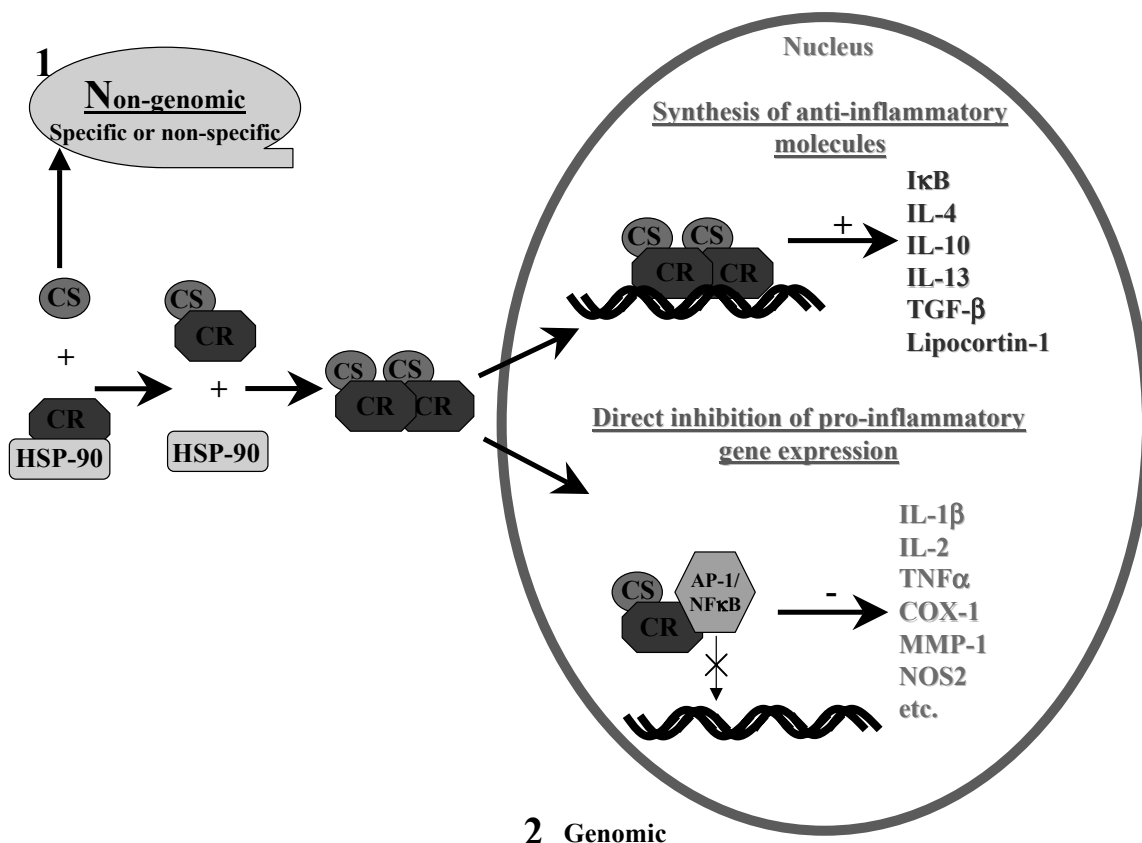 1
Non-genomic
Specific or non-specific
CS
+
CR
HSP-90
CS
CR
+
HSP-90
CS CS
CR CR
Nucleus
Synthesis of anti-inflammatory
molecules
CS CS
CR CR
+
IκB
IL-4
IL-10
IL-13
TGF-β
Lipocortin-1
Direct inhibition of pro-inflammatory
gene expression
CS
CR
AP-1/
NFκB
-
IL-1β
IL-2
TNFα
COX-1
MMP-1
NOS2
etc.
2 Genomic